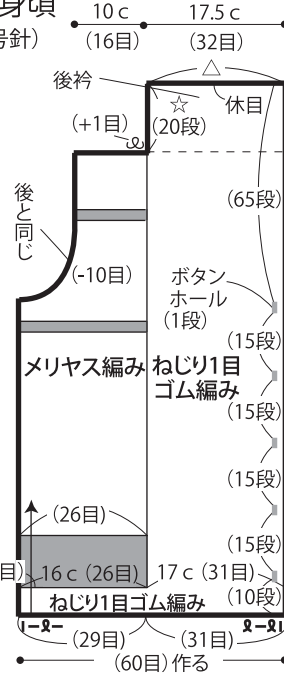 身頃
号針）
10 c
17.5 c
（16目）
（32目）
△
後衿
休目
☆
（+1目）
（20段）
（65段）
後と同じ
（-10目）
ボタン
ホール
（1段）
（15段）
メリヤス編み
ねじり1目
ゴム編み
（15段）
（15段）
（26目）
（15段）
目）
16 c（26目）
17 c（31目）
（10段）
ねじり1目ゴム編み
（29目）
（31目）
（60目）作る